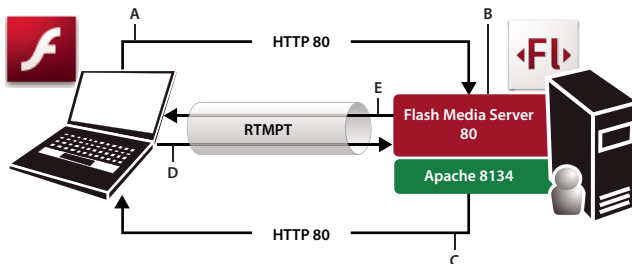 A
B
HTTP 80
Fl
E
Flash Media Server
80
RTMPT
D
Apache 8134
HTTP 80
C